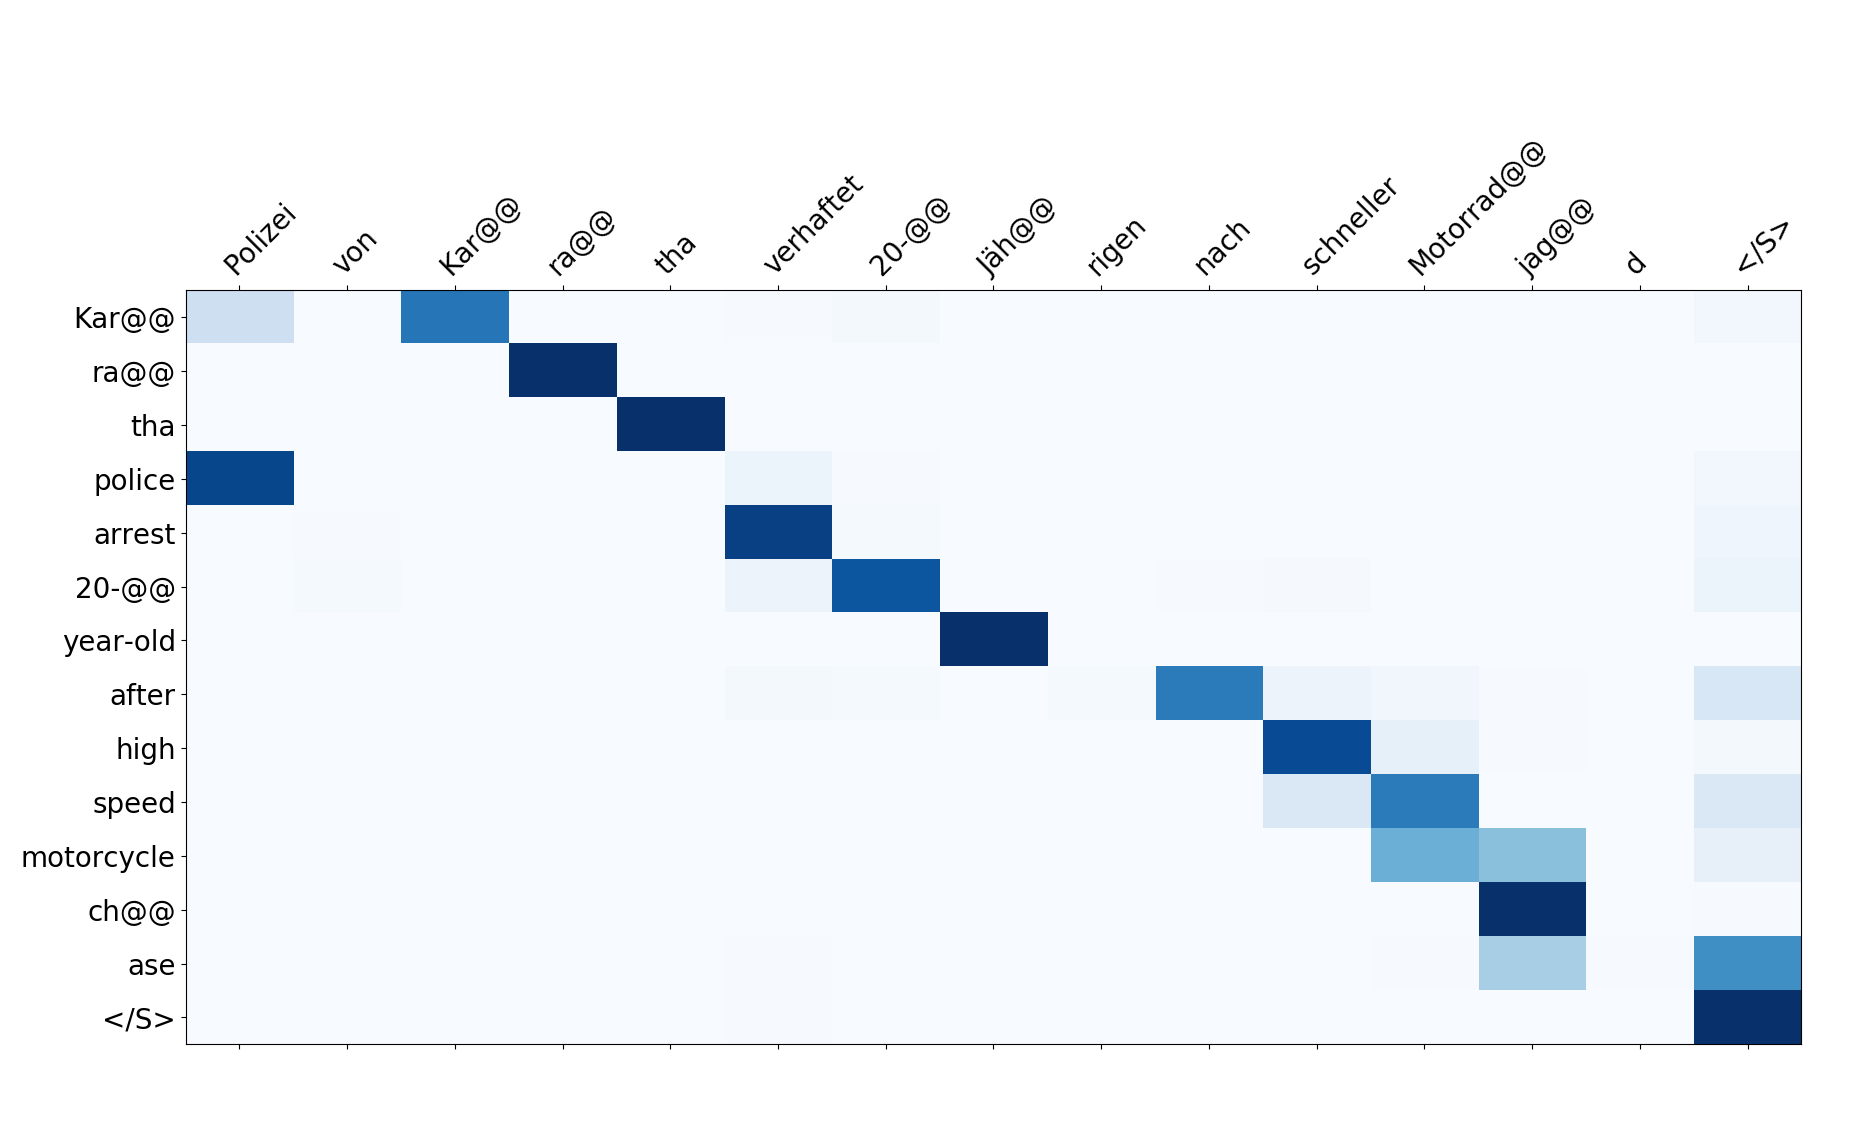 Polizei
von
Kar@@
ra@@
tha
verhaftet
20-@@
Jäh@@
rigen
nach
schneller
Motorrad@@
jag@@
d
</S>
Kar@@
ra@@
tha
police
arrest
20-@@
year-old
after
high
speed
motorcycle
ch@@
ase
</S>